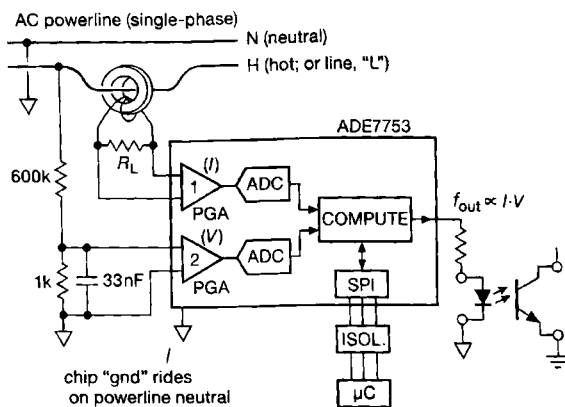 AC powerline (single-phase)
N (neutral)
H (hot; or line, "L")
ADE7753
R_L
(I)
1
PGA
ADC
600k
COMPUTE
f_out ∝ I·V
(V)
2
PGA
ADC
1k
33nF
SPI
ISOL.
µC
chip "gnd" rides
on powerline neutral